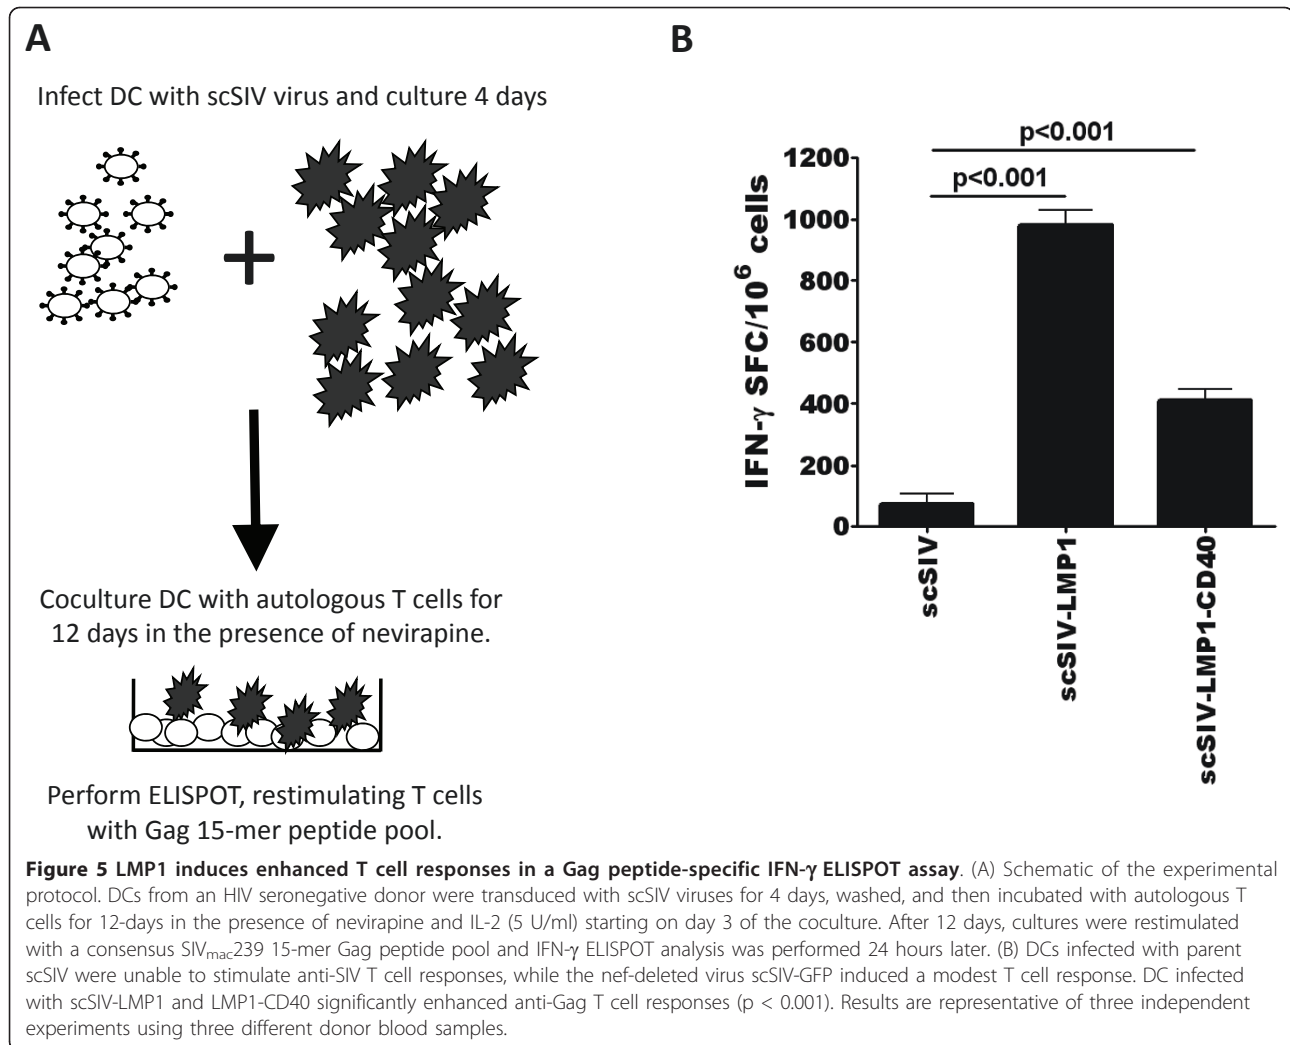 A
Infect DC with scSIV virus and culture 4 days
+
Coculture DC with autologous T cells for
12 days in the presence of nevirapine.
Perform ELISPOT, restimulating T cells
with Gag 15-mer peptide pool.
B
p<0.001
p<0.001
IFN-γ SFC/10⁶ cells
1200
1000
800
600
400
200
0
scSIV
scSIV-LMP1
scSIV-LMP1-CD40
Figure 5 LMP1 induces enhanced T cell responses in a Gag peptide-specific IFN-γ ELISPOT assay. (A) Schematic of the experimental
protocol. DCs from an HIV seronegative donor were transduced with scSIV viruses for 4 days, washed, and then incubated with autologous T
cells for 12-days in the presence of nevirapine and IL-2 (5 U/ml) starting on day 3 of the coculture. After 12 days, cultures were restimulated
with a consensus SIVmac239 15-mer Gag peptide pool and IFN-γ ELISPOT analysis was performed 24 hours later. (B) DCs infected with parent
scSIV were unable to stimulate anti-SIV T cell responses, while the nef-deleted virus scSIV-GFP induced a modest T cell response. DC infected
with scSIV-LMP1 and LMP1-CD40 significantly enhanced anti-Gag T cell responses (p < 0.001). Results are representative of three independent
experiments using three different donor blood samples.